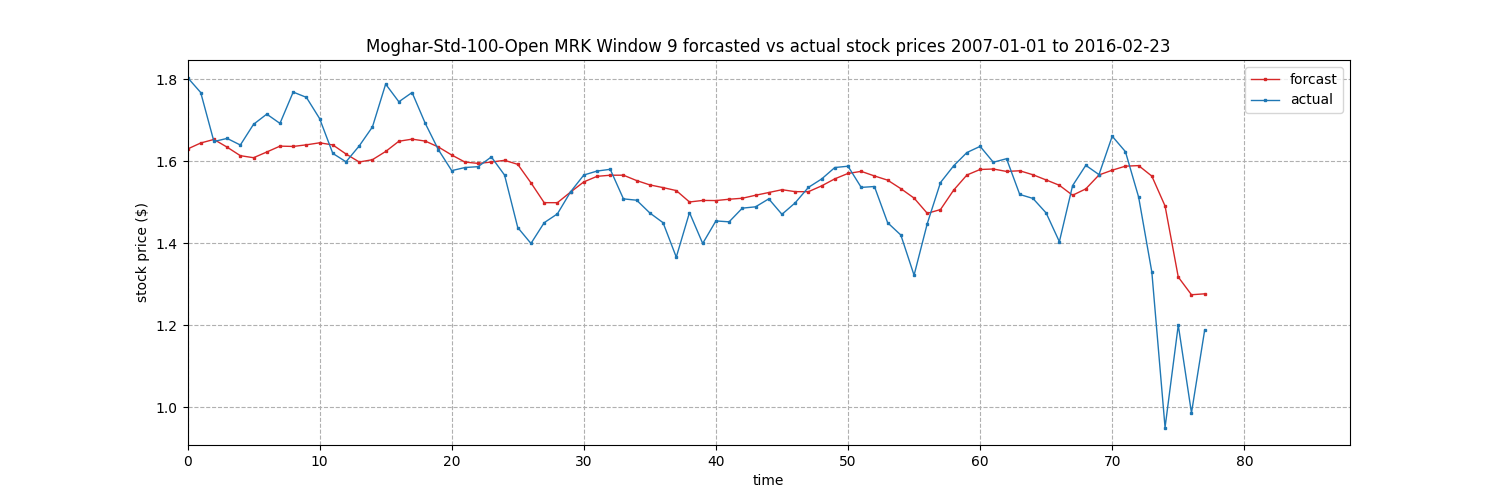 Moghar-Std-100-Open MRK Window 9 forcasted vs actual stock prices 2007-01-01 to 2016-02-23
forcast
actual
stock price ($)
1.8
1.6
1.4
1.2
1.0
0 10 20 30 40 50 60 70 80
time